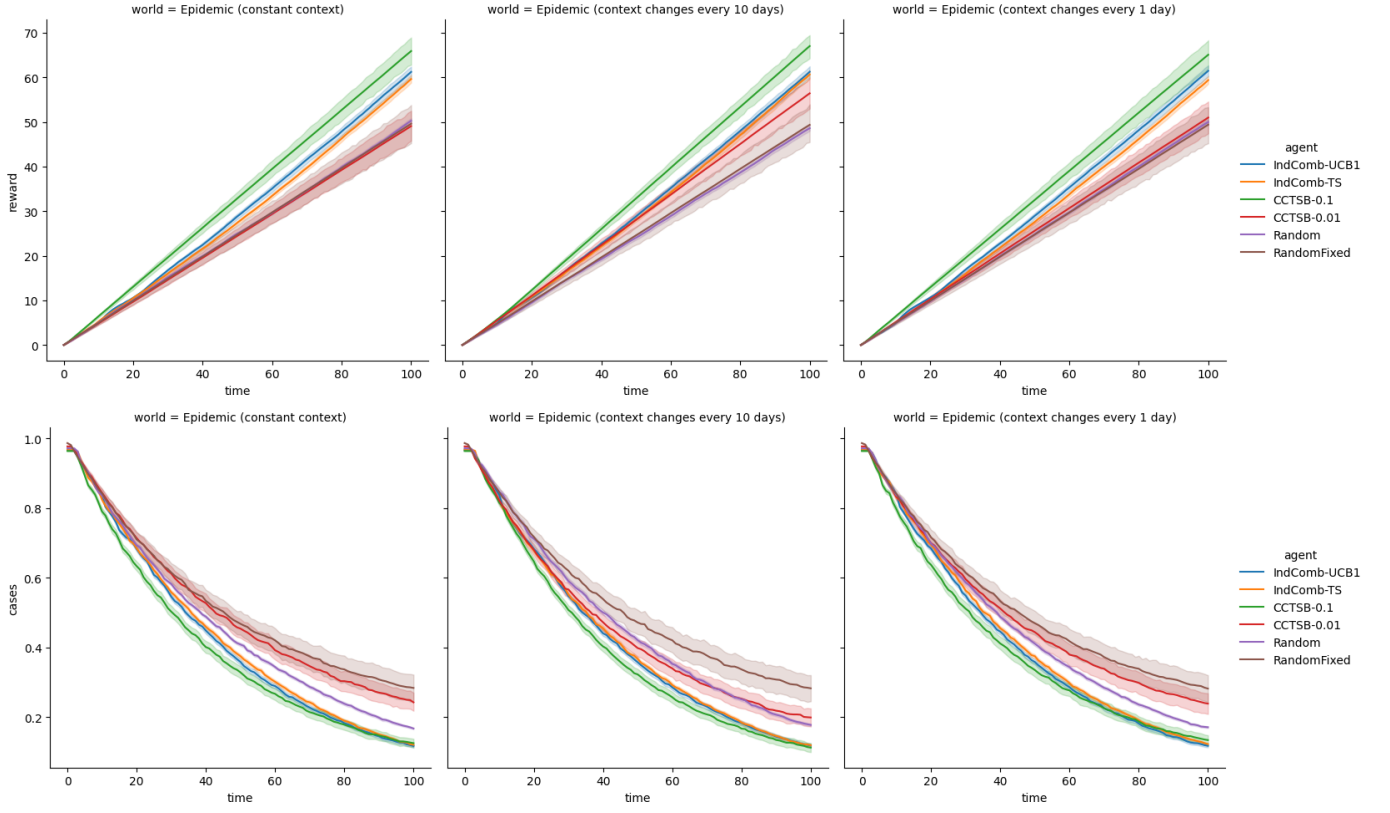 world = Epidemic (constant context)
world = Epidemic (context changes every 10 days)
world = Epidemic (context changes every 1 day)
70
60
50
40
30
20
10
0
reward
0 20 40 60 80 100
time
0 20 40 60 80 100
time
0 20 40 60 80 100
time
agent
IndComb-UCB1
IndComb-TS
CCTSB-0.1
CCTSB-0.01
Random
RandomFixed
world = Epidemic (constant context)
world = Epidemic (context changes every 10 days)
world = Epidemic (context changes every 1 day)
1.0
0.8
0.6
0.4
0.2
cases
0 20 40 60 80 100
time
0 20 40 60 80 100
time
0 20 40 60 80 100
time
agent
IndComb-UCB1
IndComb-TS
CCTSB-0.1
CCTSB-0.01
Random
RandomFixed